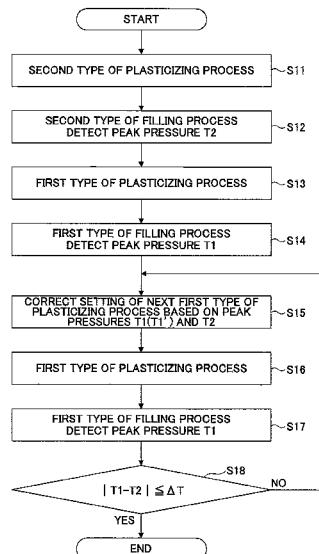 START
SECOND TYPE OF PLASTICIZING PROCESS
S11
SECOND TYPE OF FILLING PROCESS
DETECT PEAK PRESSURE T2
S12
FIRST TYPE OF PLASTICIZING PROCESS
S13
FIRST TYPE OF FILLING PROCESS
DETECT PEAK PRESSURE T1
S14
CORRECT SETTING OF NEXT FIRST TYPE OF
PLASTICIZING PROCESS BASED ON PEAK
PRESSURES T1(T1') AND T2
S15
FIRST TYPE OF PLASTICIZING PROCESS
S16
FIRST TYPE OF FILLING PROCESS
DETECT PEAK PRESSURE T1
S17
S18
| T1-T2 | ≦ ΔT
NO
YES
END